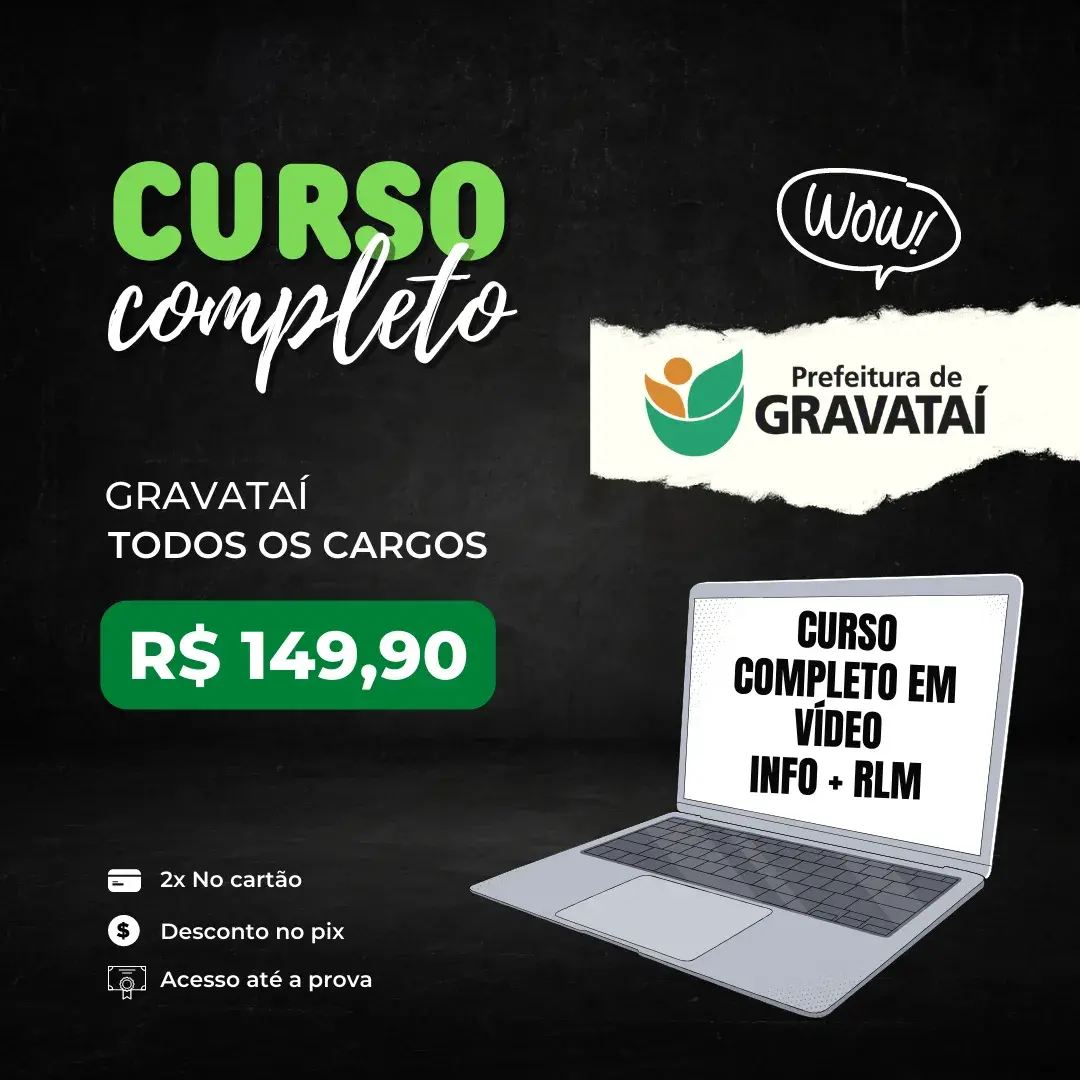 CURSO
completo
Wow!
Prefeitura de
GRAVATAÍ
GRAVATAÍ
TODOS OS CARGOS
R$ 149,90
CURSO
COMPLETO EM
VÍDEO
INFO + RLM
2x No cartão
$ Desconto no pix
Acesso até a prova